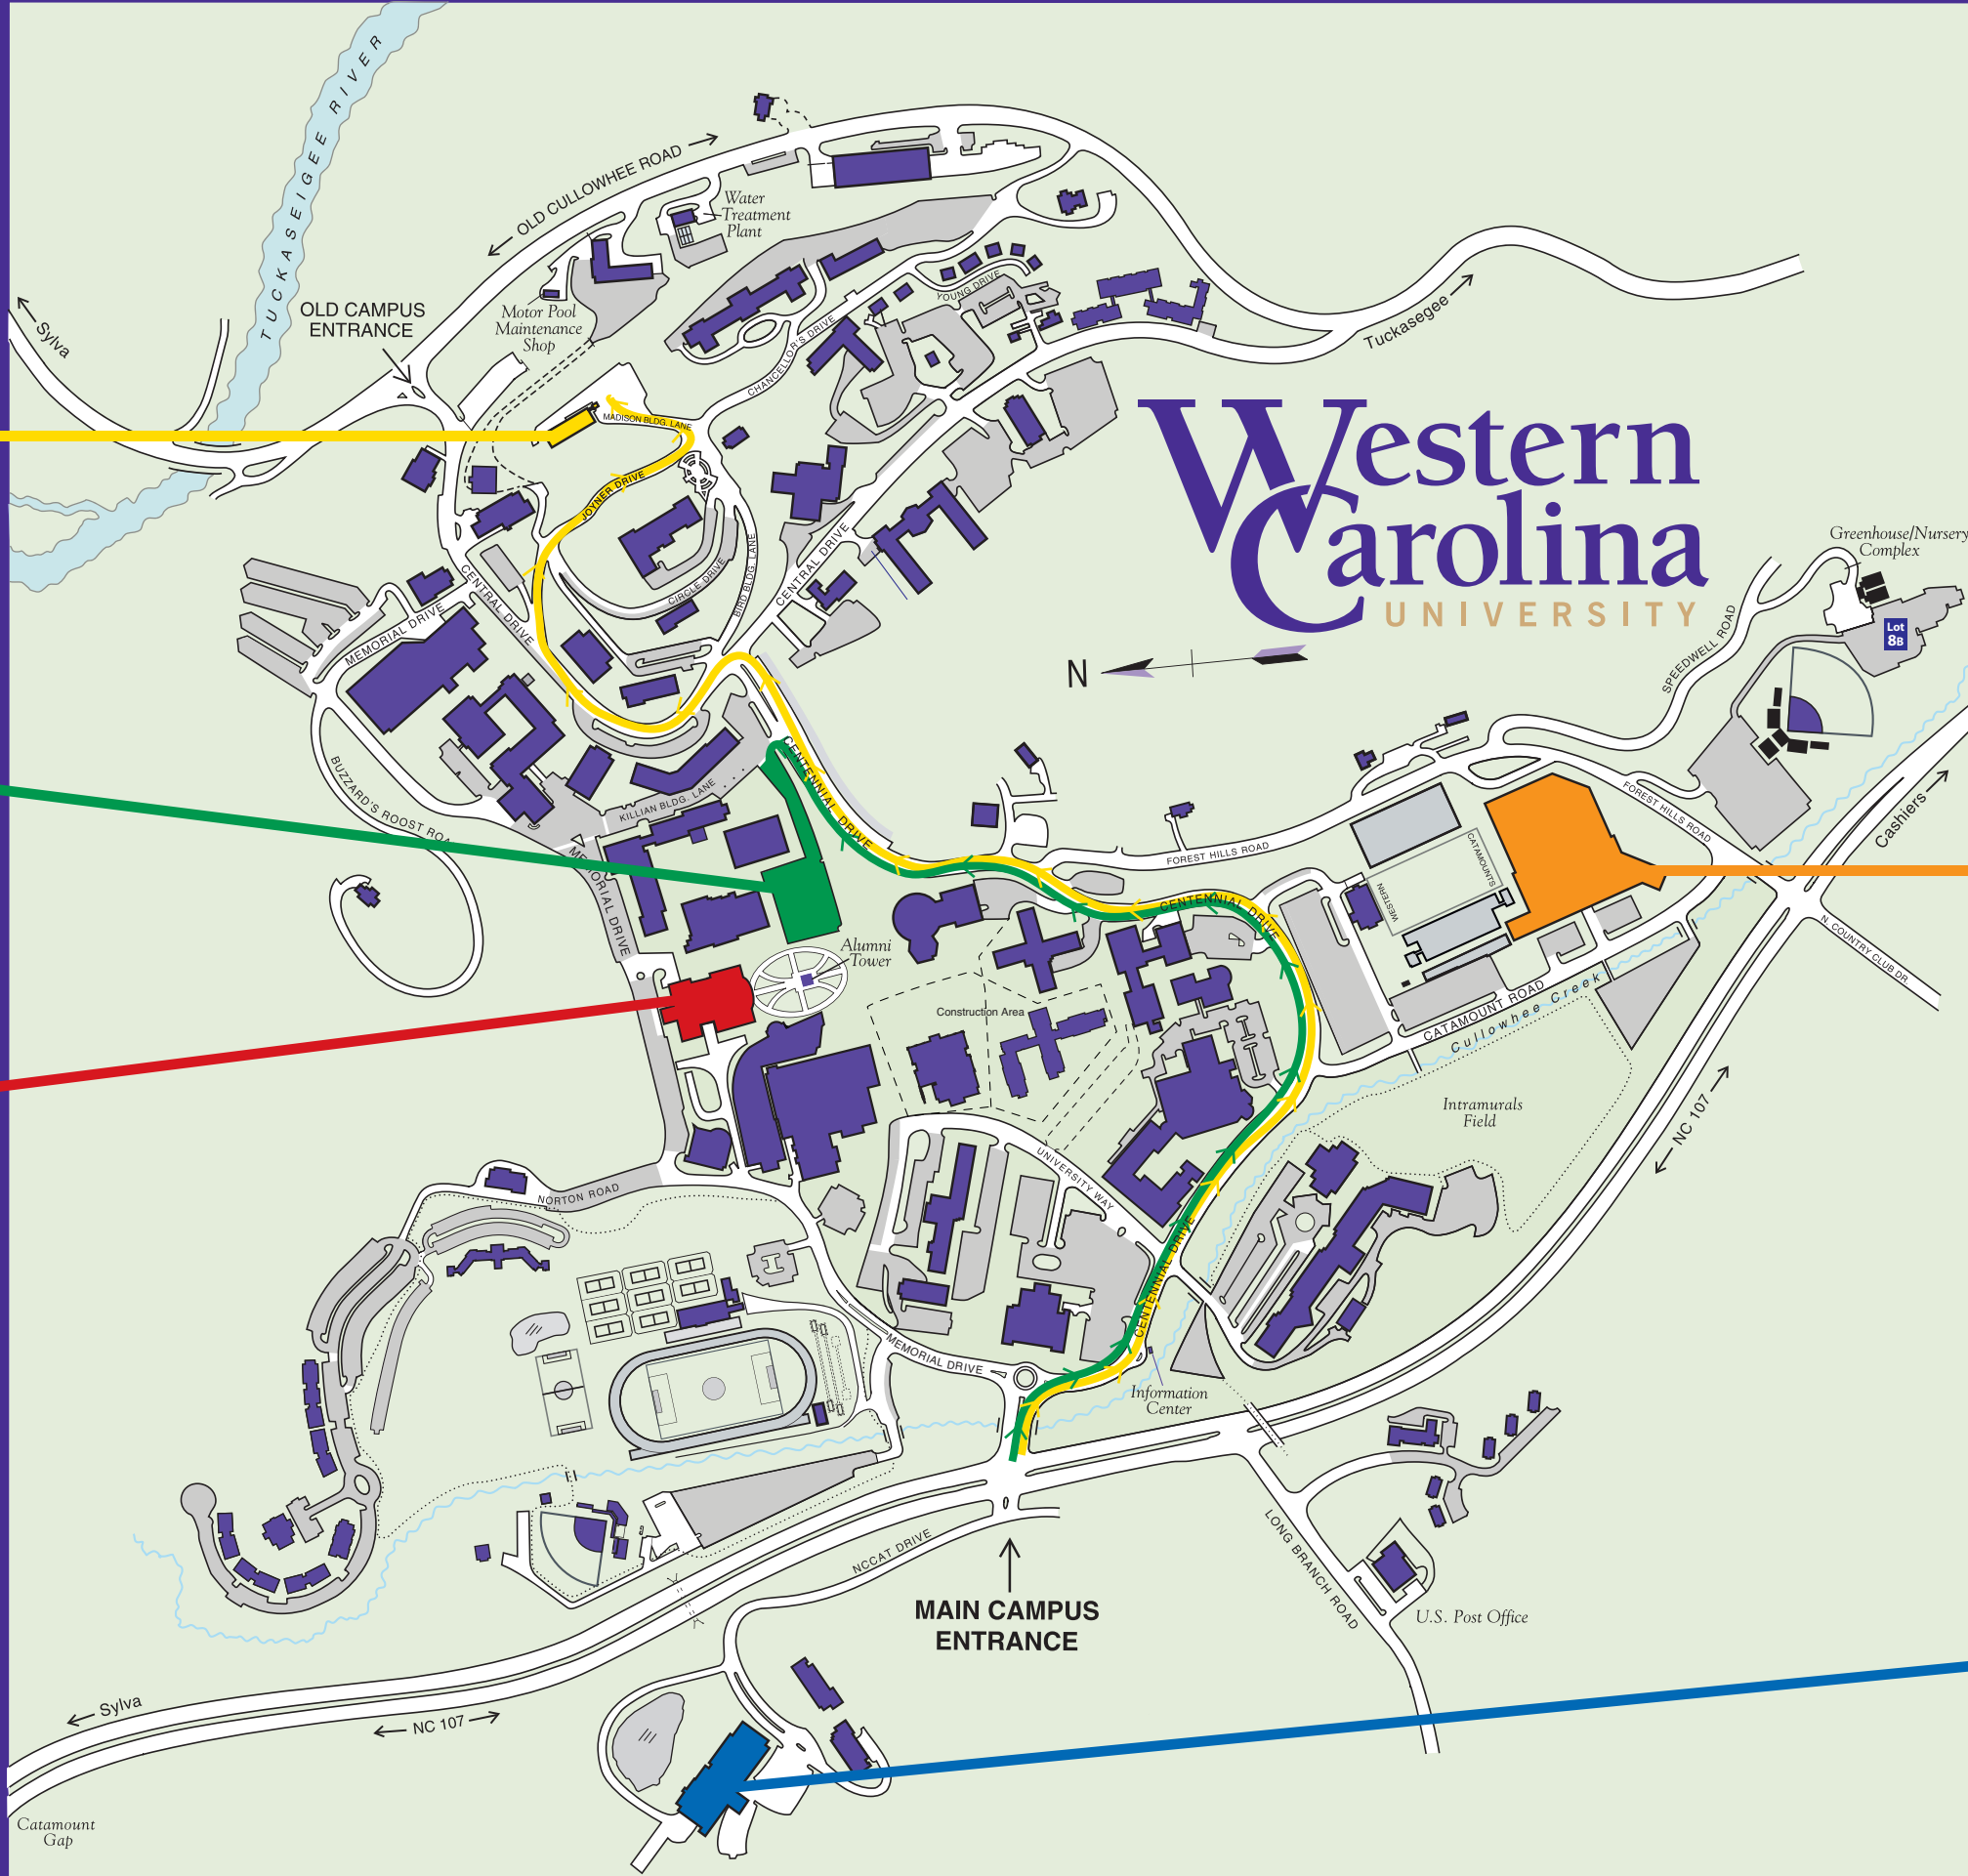 TUCKASEIGEE RIVER
OLD CULLOWHEE ROAD
Water
Treatment
Plant
Sylva
OLD CAMPUS
ENTRANCE
Motor Pool
Maintenance
Shop
YOUNG DRIVE
CHANCELLOR'S DRIVE
Tuckasegee
MADISON BLDG. LANE
JOYNER DRIVE
Western
Carolina
UNIVERSITY
N
Greenhouse/Nursery
Complex
Lot
8B
SPEEDWELL ROAD
CENTRAL DRIVE
CIRCLE DRIVE
BIRD BLDG. LANE
CENTRAL DRIVE
MEMORIAL DRIVE
BUZZARD'S ROOST ROA
KILLIAN BLDG. LANE
CENTENNIAL DRIVE
MEMORIAL DRIVE
FOREST HILLS ROAD
FOREST HILLS ROAD
WESTERN
CATAMOUNTS
Cashiers
N COUNTRY CLUB DR.
CENTENNIAL DRIVE
Alumni
Tower
Construction Area
CATAMOUNT ROAD
Cullowhee Creek
Intramurals
Field
NC 107
UNIVERSITY WAY
NORTON ROAD
CENTENNIAL DRIVE
CENTENNIAL DRIVE
MEMORIAL DRIVE
Information
Center
NCCAT DRIVE
LONG BRANCH ROAD
MAIN CAMPUS
ENTRANCE
U.S. Post Office
Sylva
NC 107
Catamount
Gap